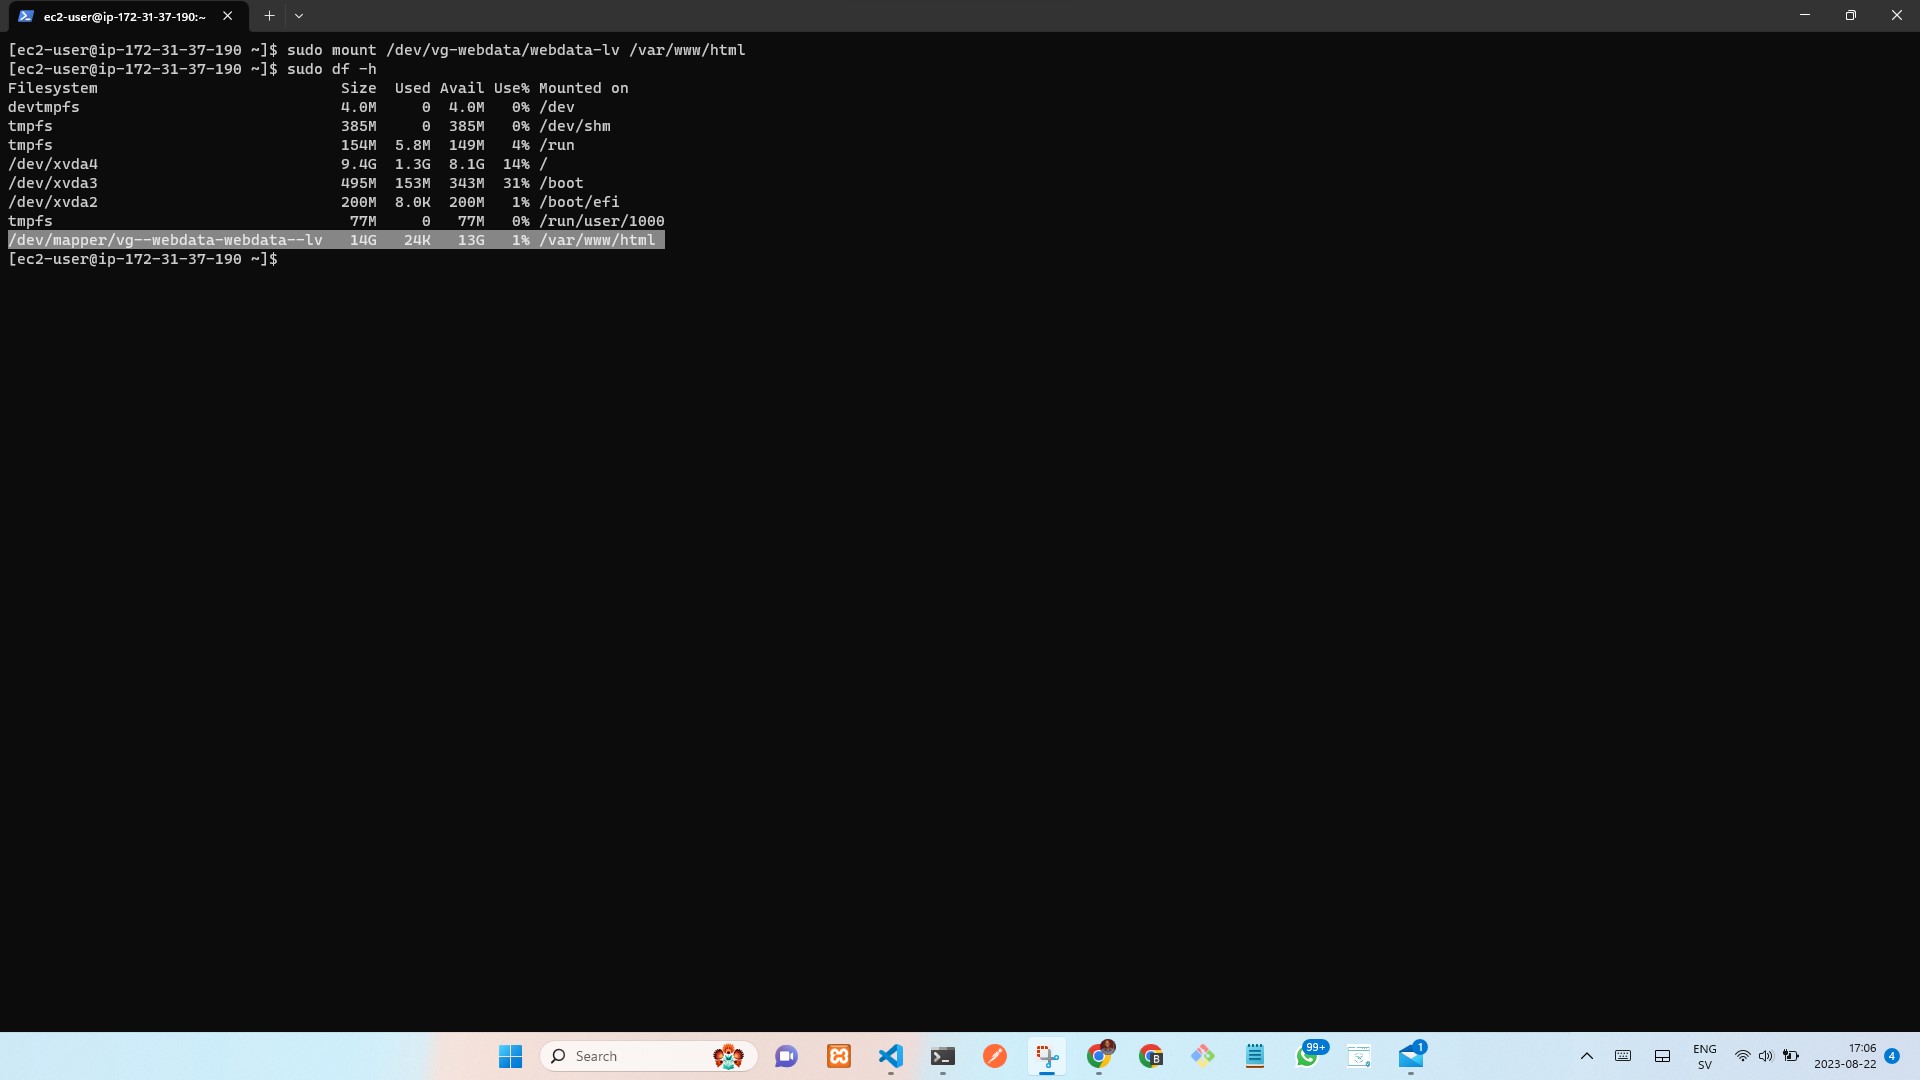 ec2-user@ip-172-31-37-190:~
[ec2-user@ip-172-31-37-190 ~]$ sudo mount /dev/vg-webdata/webdata-lv /var/www/html
[ec2-user@ip-172-31-37-190 ~]$ sudo df -h
Filesystem                           Size  Used Avail Use% Mounted on
devtmpfs                             4.0M     0  4.0M   0% /dev
tmpfs                                385M     0  385M   0% /dev/shm
tmpfs                                154M  5.8M  149M   4% /run
/dev/xvda4                           9.4G  1.3G  8.1G  14% /
/dev/xvda3                           495M  153M  343M  31% /boot
/dev/xvda2                           200M  8.0K  200M   1% /boot/efi
tmpfs                                 77M     0   77M   0% /run/user/1000
/dev/mapper/vg--webdata-webdata--lv   14G   24K   13G   1% /var/www/html
[ec2-user@ip-172-31-37-190 ~]$
Search
B
99+
1
ENG
SV
17:06
2023-08-22
4